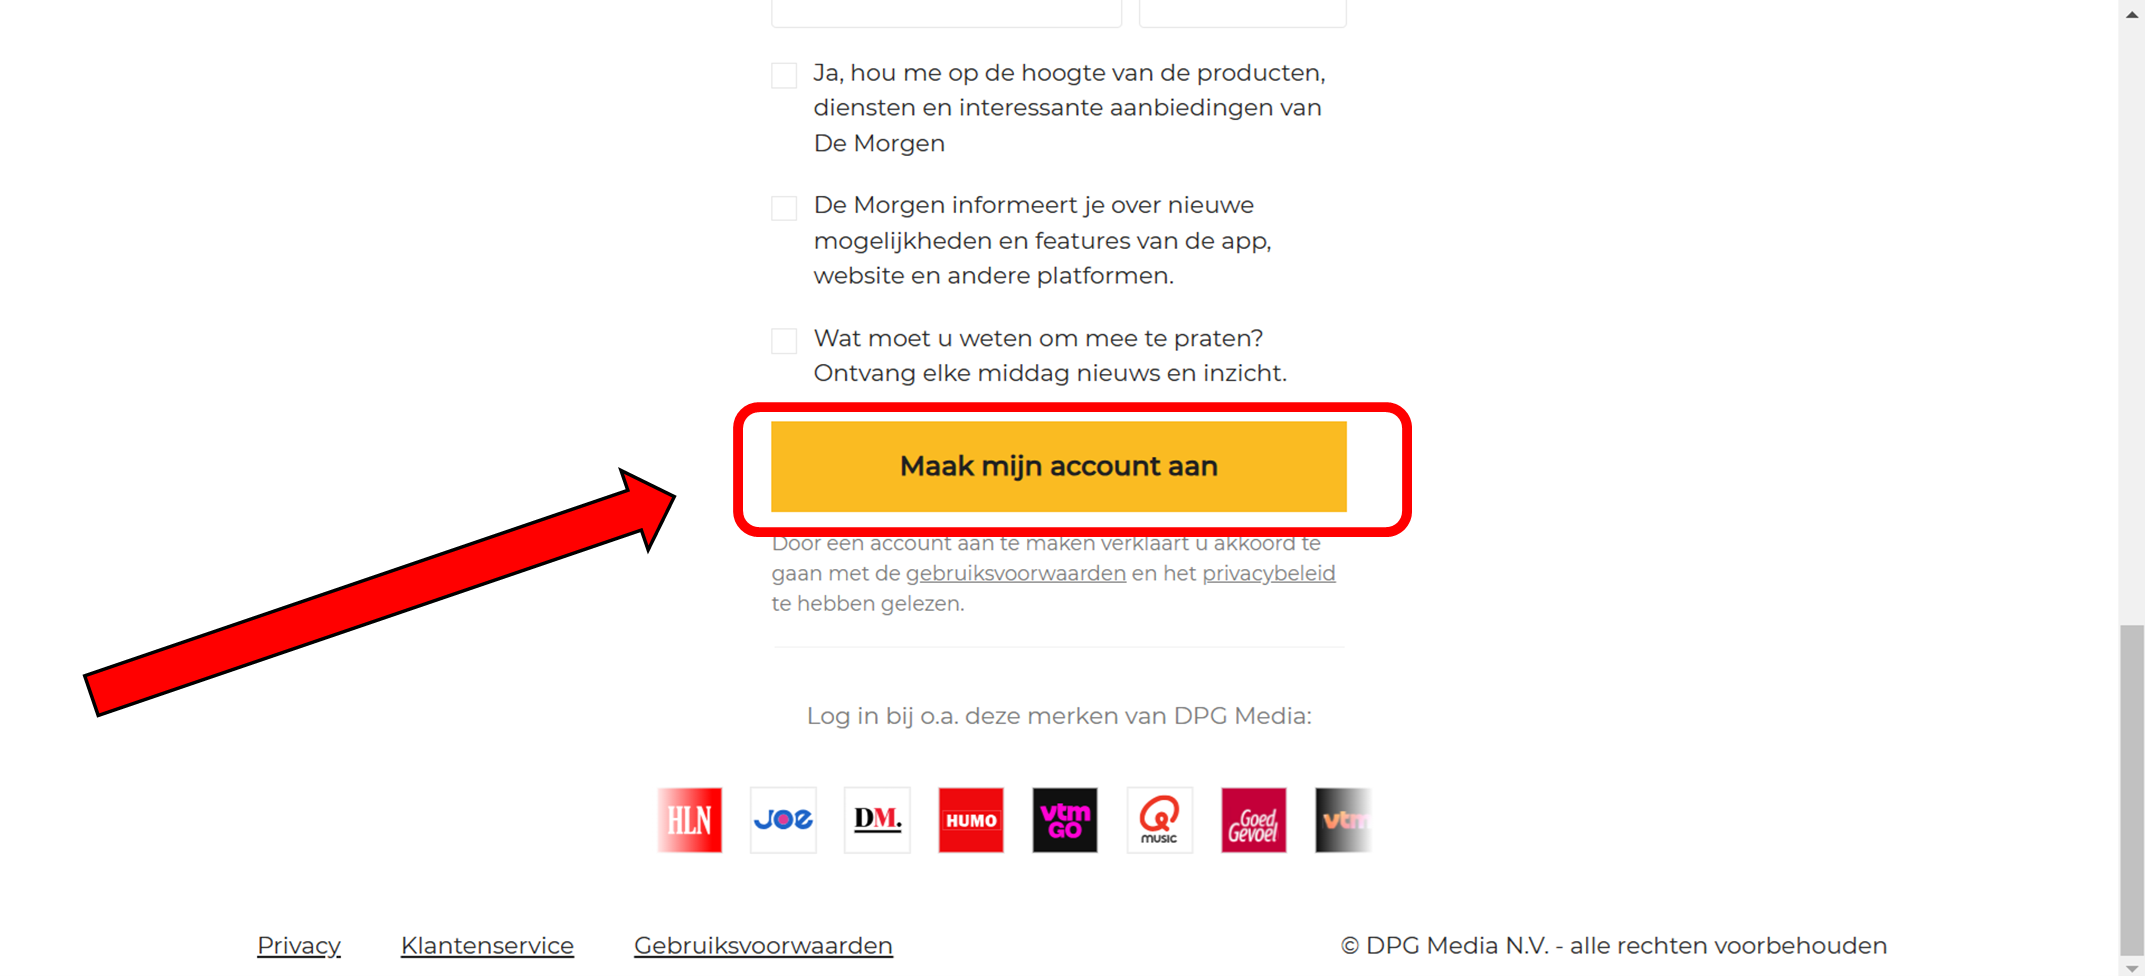 Ja, hou me op de hoogte van de producten,
diensten en interessante aanbiedingen van
De Morgen
De Morgen informeert je over nieuwe
mogelijkheden en features van de app,
website en andere platformen.
Wat moet u weten om mee te praten?
Ontvang elke middag nieuws en inzicht.
Maak mijn account aan
Door een account aan te maken verklaart u akkoord te
gaan met de gebruiksvoorwaarden en het privacybeleid
te hebben gelezen.
Log in bij o.a. deze merken van DPG Media:
HLN JOE DM. HUMO vtm GO Q MUSIC Goed Gevoel vtm
Privacy Klantenservice Gebruiksvoorwaarden © DPG Media N.V. - alle rechten voorbehouden